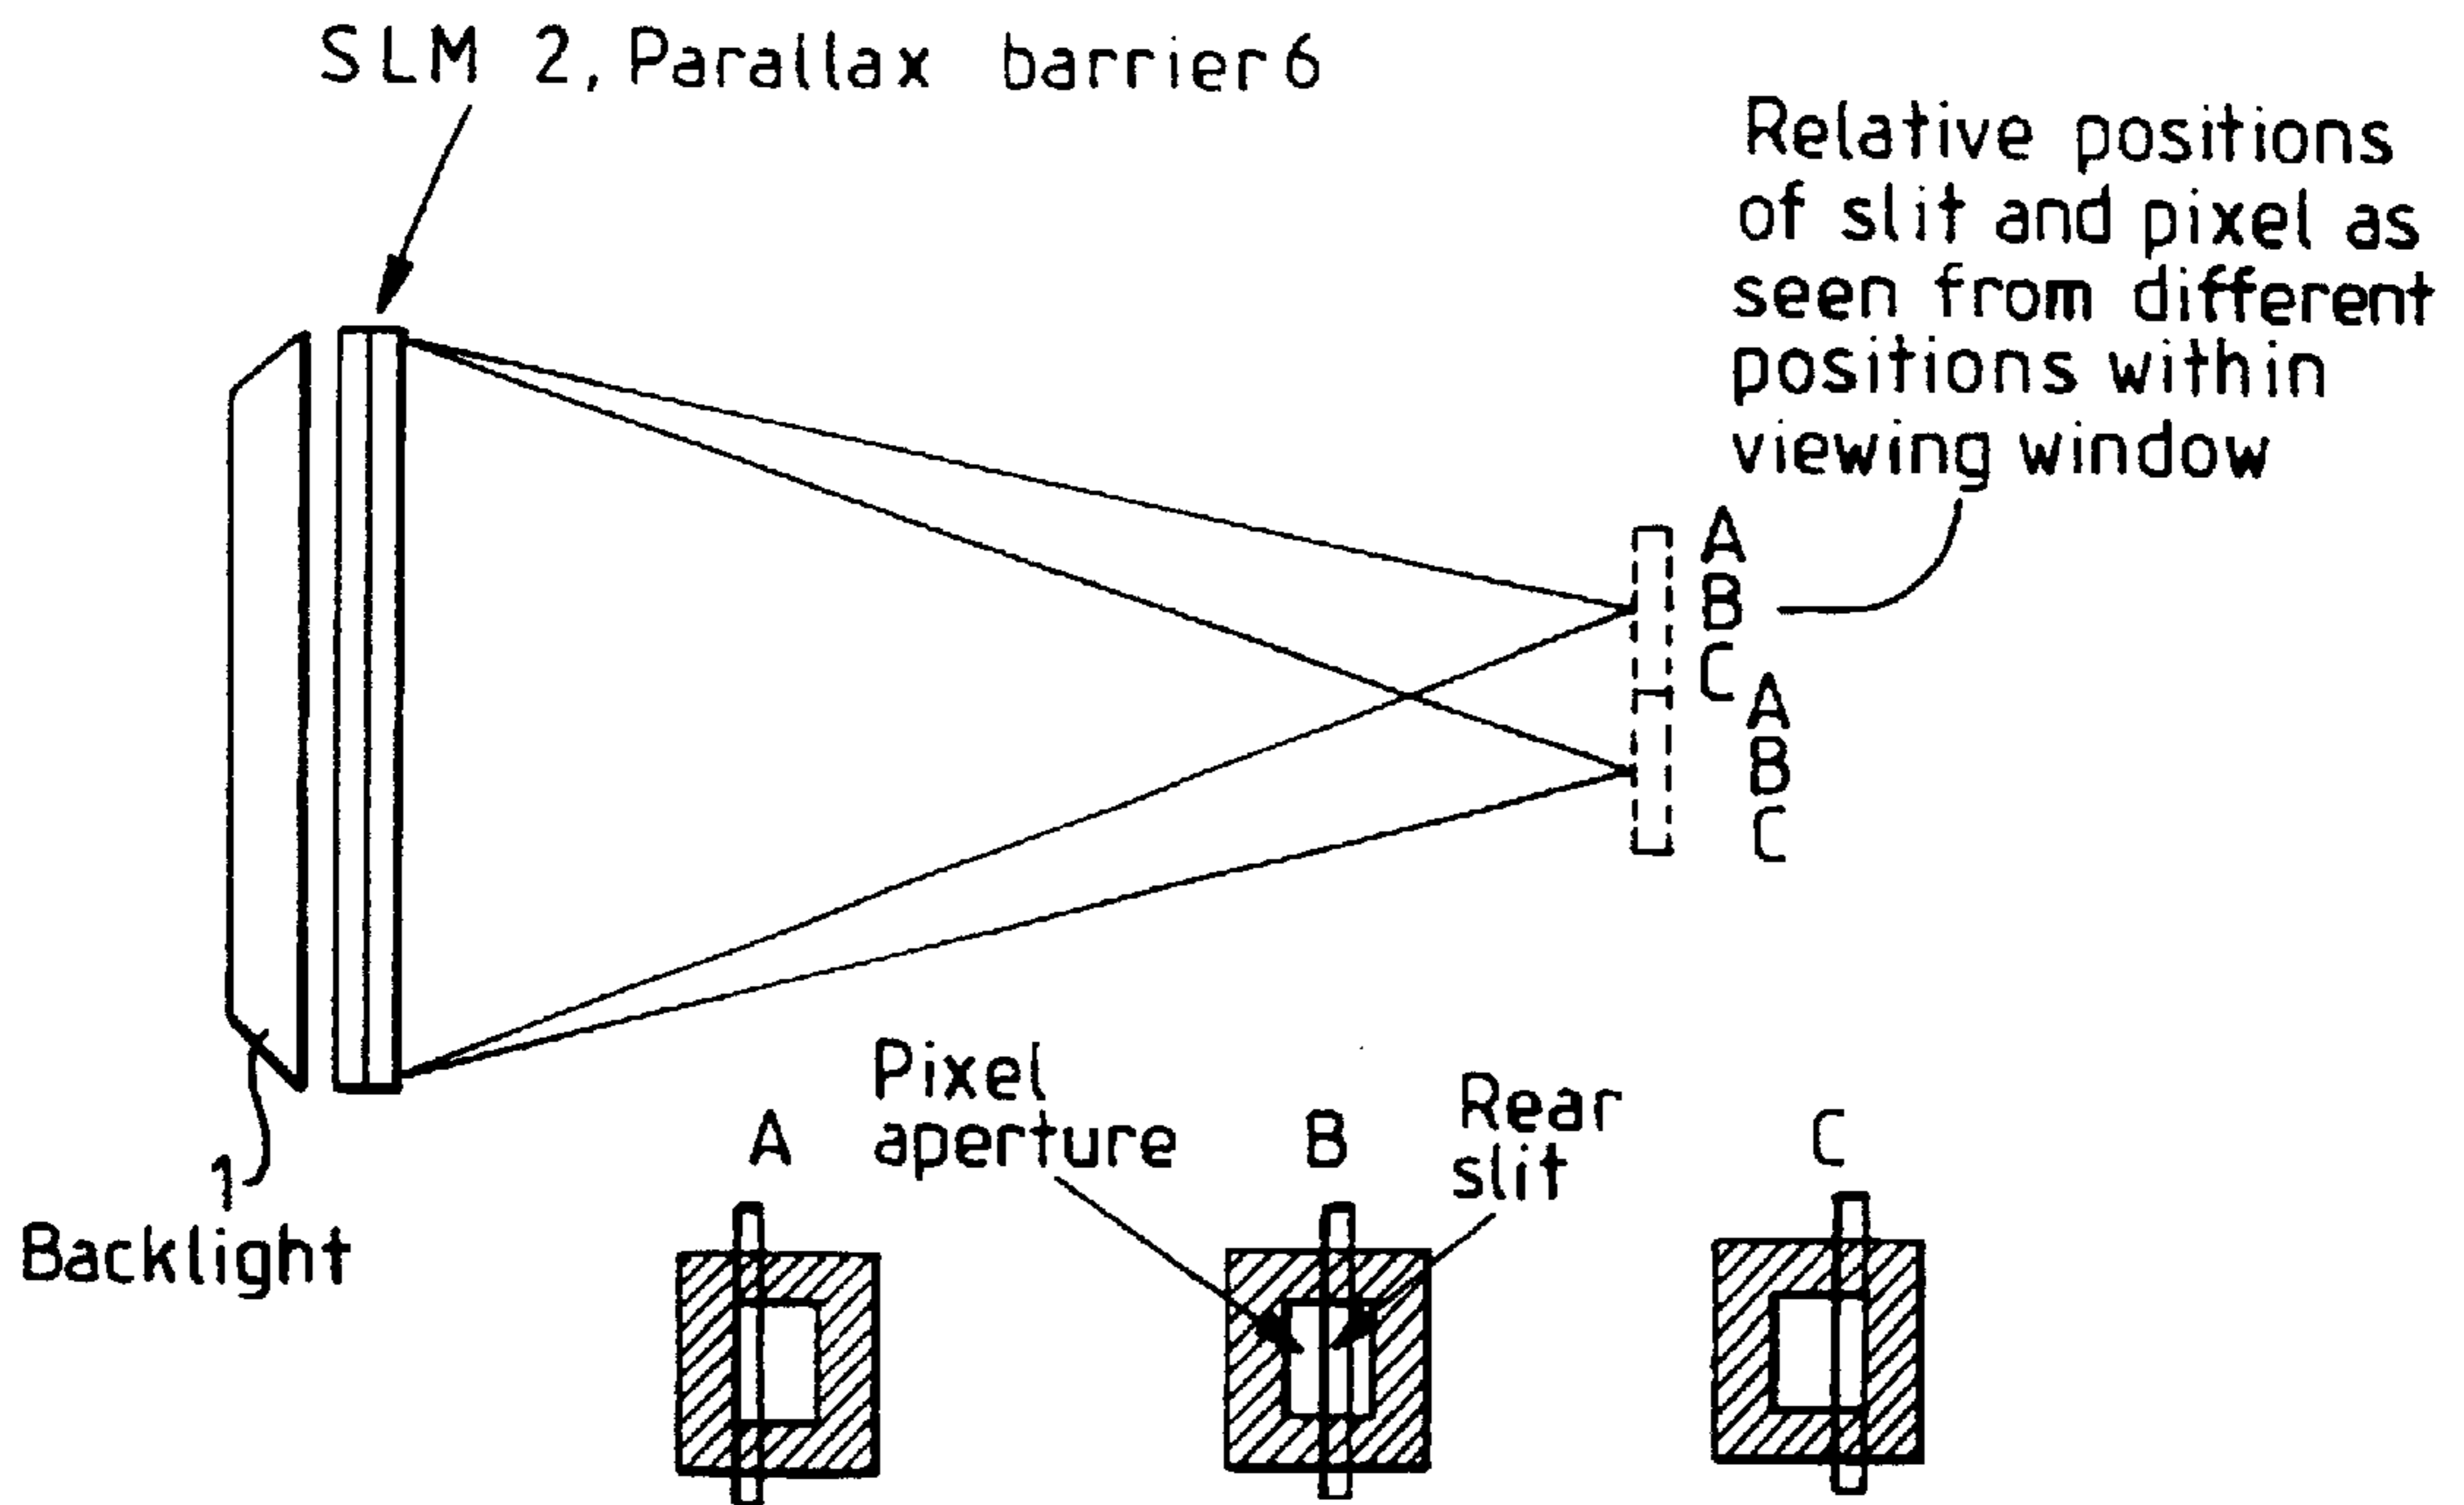 SLM 2, Parallax barrier 6
Relative positions
of slit and pixel as
seen from different
positions within
viewing window
A
B
C
A
B
C
1
Backlight
Pixel
aperture
Rear
slit
A
B
C